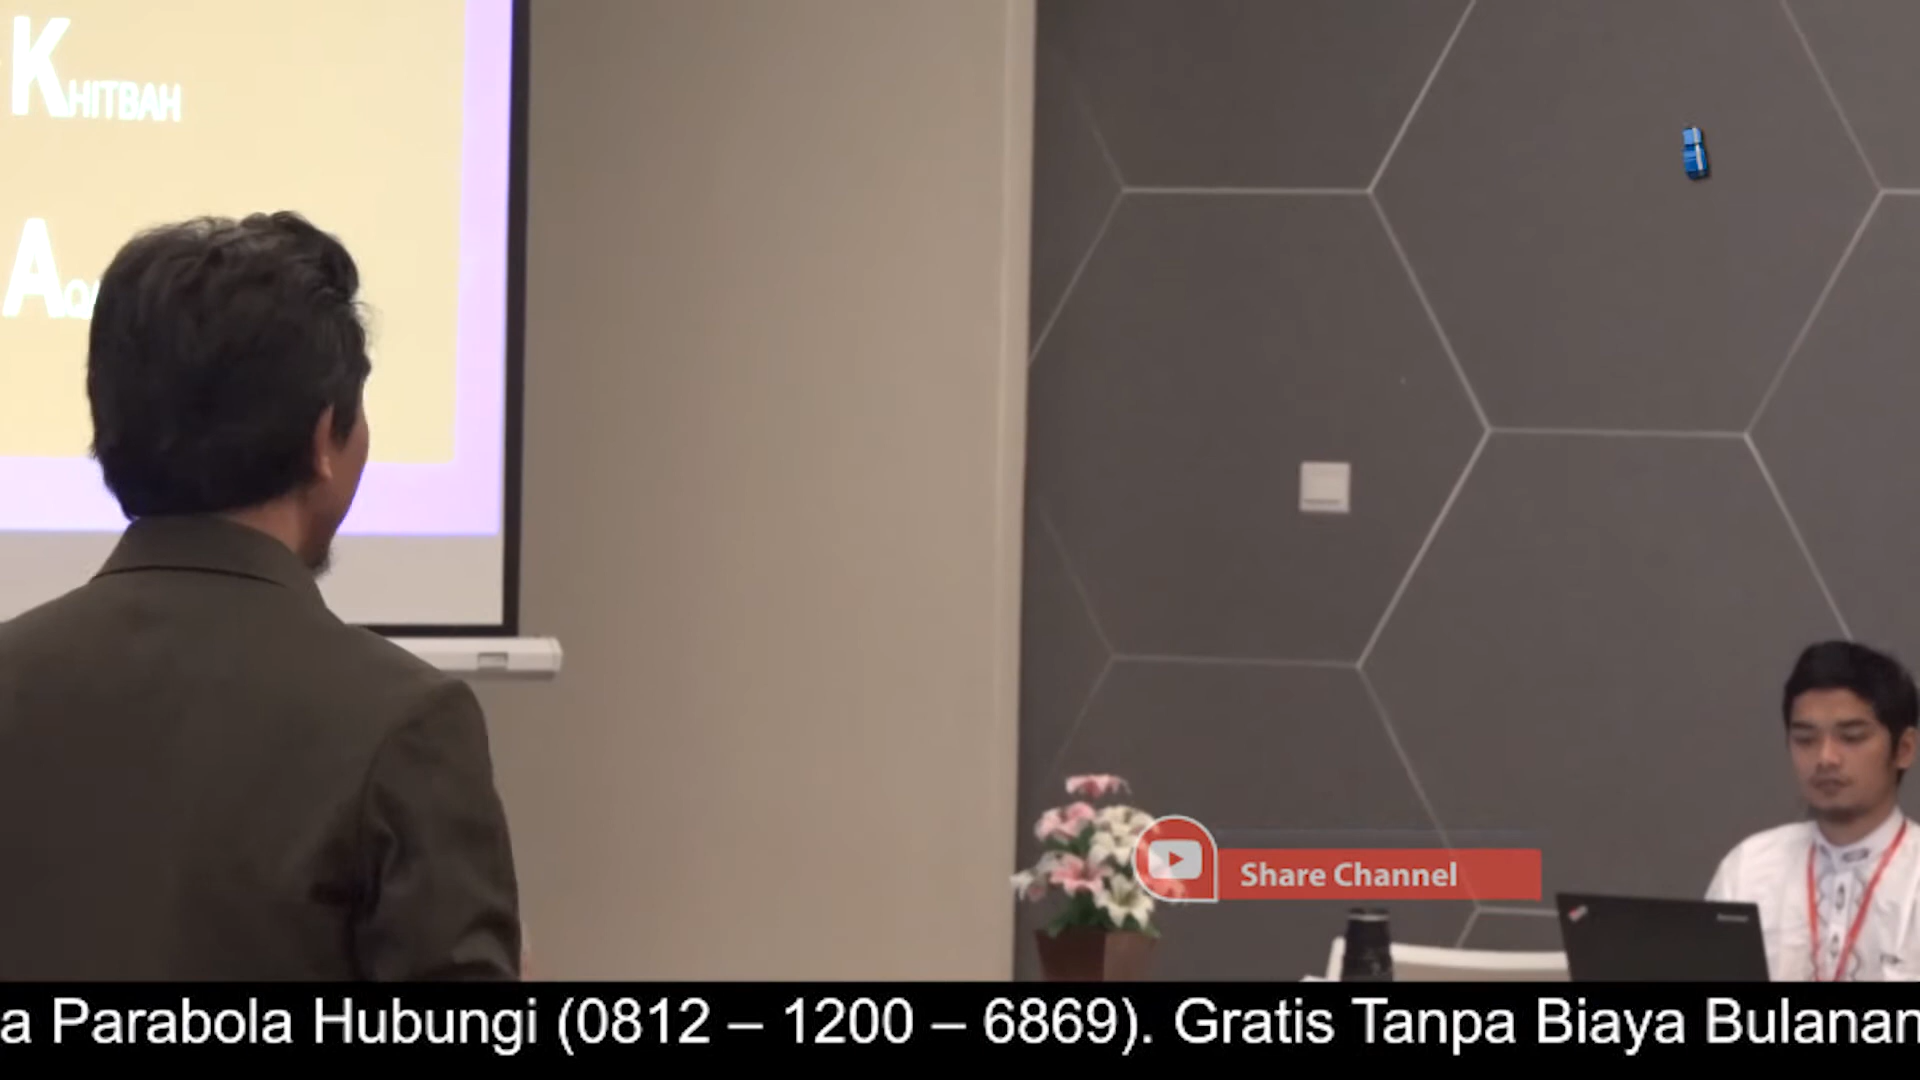 KHITBAH
Share Channel
a Parabola Hubungi (0812 – 1200 – 6869). Gratis Tanpa Biaya Bulanan